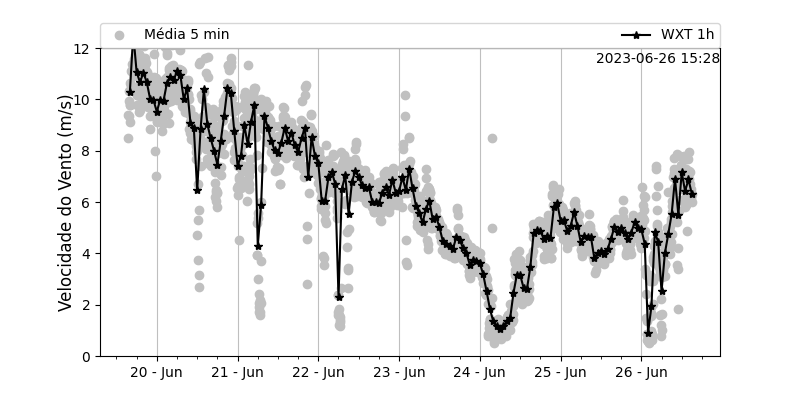 Média 5 min
WXT 1h
2023-06-26 15:28
Velocidade do Vento (m/s)
12
10
8
6
4
2
0
20 - Jun
21 - Jun
22 - Jun
23 - Jun
24 - Jun
25 - Jun
26 - Jun